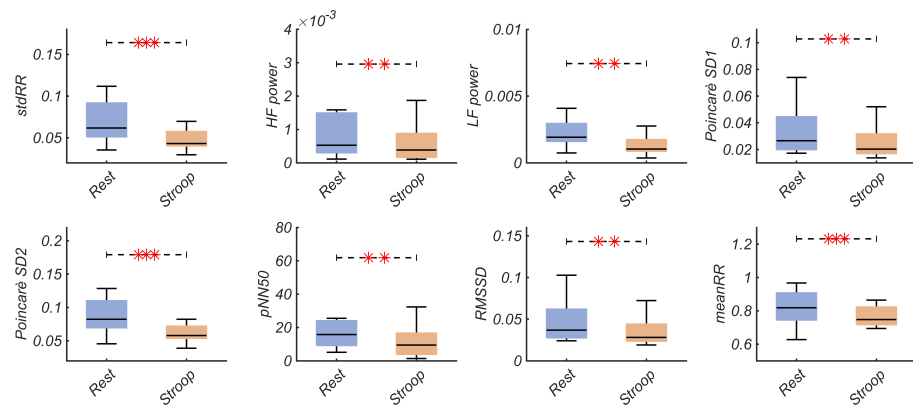 stdRR
0.15
0.1
0.05
Rest
Stroop
×10⁻³
HF power
4
3
2
1
0
Rest
Stroop
LF power
0.01
0.005
0
Rest
Stroop
Poincarè SD1
0.1
0.08
0.06
0.04
0.02
Rest
Stroop
Poincarè SD2
0.2
0.15
0.1
0.05
Rest
Stroop
pNN50
80
60
40
20
0
Rest
Stroop
RMSSD
0.15
0.1
0.05
0
Rest
Stroop
meanRR
1.2
1
0.8
0.6
Rest
Stroop